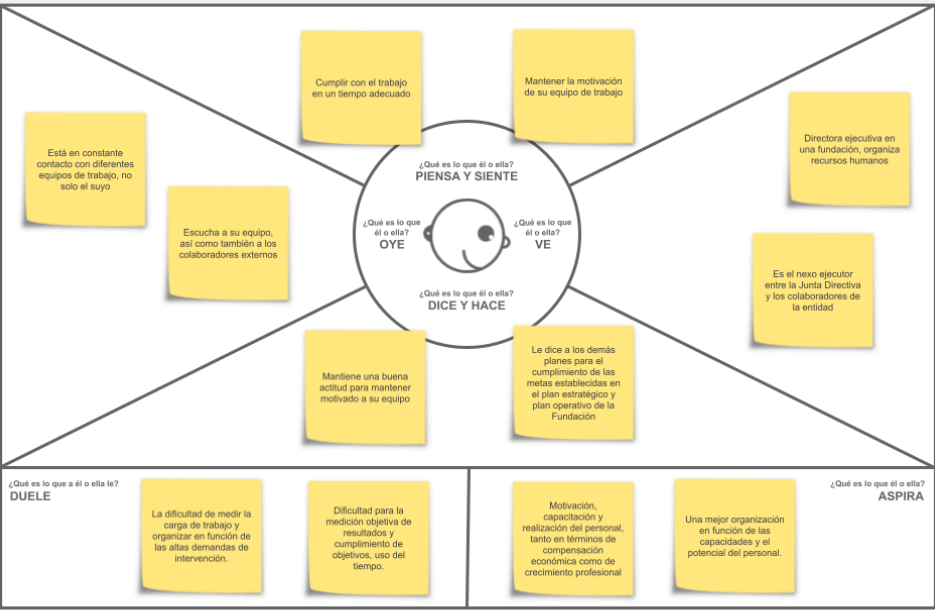 Cumplir con el trabajo
en un tiempo adecuado
Mantener la motivación
de su equipo de trabajo
Está en constante
contacto con diferentes
equipos de trabajo, no
solo el suyo
Escucha a su equipo,
así como también a los
colaboradores externos
¿Qué es lo que él o ella?
PIENSA Y SIENTE
¿Qué es lo que
él o ella?
OYE
¿Qué es lo que
él o ella?
VE
¿Qué es lo que él o ella?
DICE Y HACE
Directora ejecutiva en
una fundación, organiza
recursos humanos
Es el nexo ejecutor
entre la Junta Directiva
y los colaboradores de
la entidad
Mantiene una buena
actitud para mantener
motivado a su equipo
Le dice a los demás
planes para el
cumplimiento de las
metas establecidas en
el plan estratégico y
plan operativo de la
Fundación
¿Qué es lo que a él o ella le?
DUELE
La dificultad de medir la
carga de trabajo y
organizar en función de
las altas demandas de
intervención.
Dificultad para la
medición objetiva de
resultados y
cumplimiento de
objetivos, uso del
tiempo.
Motivación,
capacitación y
realización del personal,
tanto en términos de
compensación
económica como de
crecimiento profesional
Una mejor organización
en función de las
capacidades y el
potencial del personal.
¿Qué es lo que él o ella?
ASPIRA